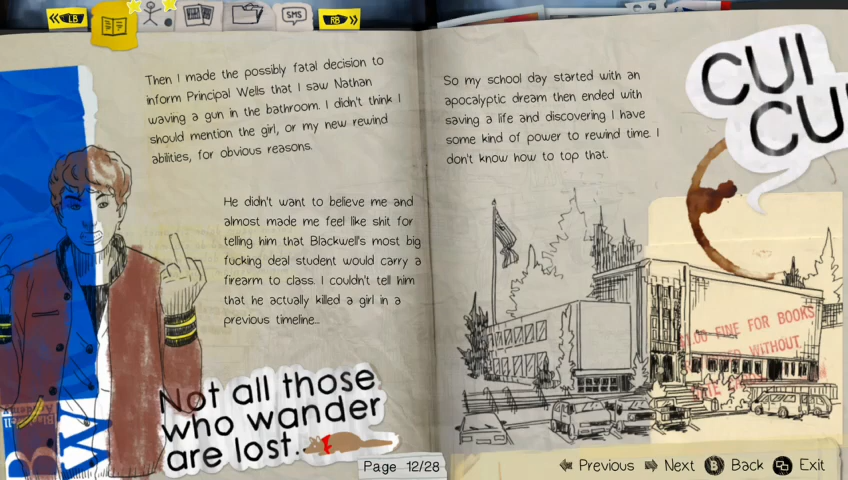 LB
SMS
RB
Then I made the possibly fatal decision to
inform Principal Wells that I saw Nathan
waving a gun in the bathroom. I didn't think I
should mention the girl, or my new rewind
abilities, for obvious reasons.
He didn't want to believe me and
almost made me feel like shit for
telling him that Blackwell's most big
fucking deal student would carry a
firearm to class. I couldn't tell him
that he actually killed a girl in a
previous timeline...
Not all those
who wander
are lost.
So my school day started with an
apocalyptic dream then ended with
saving a life and discovering I have
some kind of power to rewind time. I
don't know how to top that.
CUI
CUI
FINE FOR BOOKS
WITHOUT
Page 12/28
Previous
Next
B Back
Exit